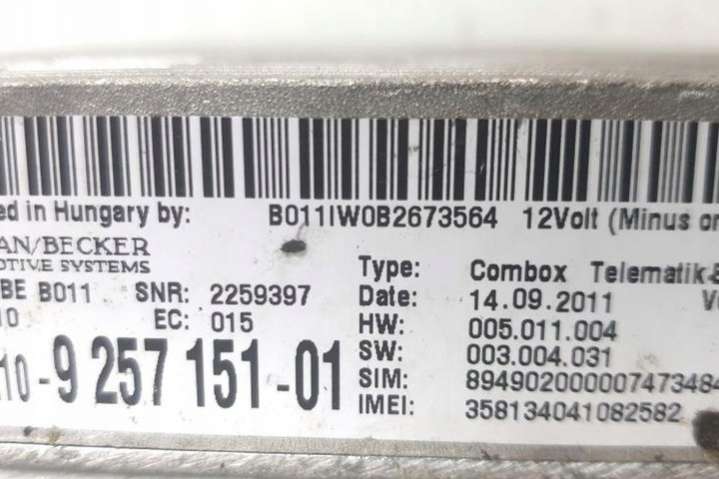 ed in Hungary by: B011IW0B2673564 12Volt (Minus or
AN/BECKER
OTIVE SYSTEMS
BE B011 SNR: 2259397
10 EC: 015
10-9 257 151-01
Type: Combox Telematik-
Date: 14.09.2011 V
HW: 005.011.004
SW: 003.004.031
SIM: 894902000007473484
IMEI: 358134041082582